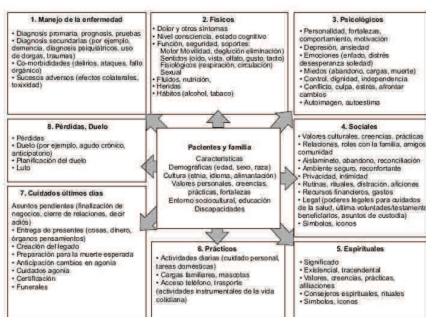 1. Manejo de la enfermedad
• Diagnosis primaria, prognosis, pruebas
• Diagnosis secundarias (por ejemplo,
demencia, diagnosis psiquiátricos, uso
de dorgas, traumes)
• Co-morbilidades (delirios, ataques, fallo
orgánico)
• Sucesos adversos (efectos colaterales,
toxixidad)
2. Físicos
• Dolor y otros síntomas
• Nivel consciencia, estado cognitivo
• Función, seguridad, soportes:
Motor Movilidad, deglución eliminación)
Sentidos (oído, vista, olfato, gusto, tacto)
Fisiológicos (respiración, circulación)
Sexual
• Fluidos, nutrición,
• Heridas
• Hábitos (alcohol, tabaco)
3. Psicológicos
• Personalidad, fortalezas,
comportamiento, motivación
• Depresión, ansiedad
• Emociones (enfado, distrés
desesperanza soledad)
• Miedos (abandono, cargas, muerte)
• Control, dignidad, independencia
• Conflicto, culpa, estrés, afrontar
cambios
• Autoimagen, autoestima
8. Pérdidas, Duelo
• Pérdidas
• Duelo (por ejemplo, agudo crónico,
anticipatorio)
• Planificación del duelo
• Luto
Pacientes y familia
Características
Demográficas (edad, sexo, raza)
Cultura (etnia, idioma, alimentación)
Valores personales, creencias,
prácticas, fortalezas
Entorno sociocultural, educación
Discapacidades
4. Sociales
• Valores culturales, creencias, prácticas
• Relaciones, roles con la familia, amigos
comunidad
• Aislamiento, abandono, reconciliación
• Ambiente seguro, reconfortante
• Privacidad, intimidad
• Rutinas, rituales, distración, aficiones
• Recursos financieros, gastos
• Legal (poderes legales para cuidados
de la salud, última voluntades/testamento
beneficiarios, asuntos de custodia)
• Símbolos, iconos
7. Cuidados últimos días
Asuntos pendientes (finalización de
negocios, cierre de relaciones, decir
adiós)
• Entrega de presentes (cosas, dinero,
órganos pensamientos)
• Creación del legado
• Preparación para la muerte esperada
• Anticipación cambios en agonía
• Cuidados agonía
• Certificación
• Funerales
6. Prácticos
• Actividades diarias (cuidado personal,
tareas domésticas)
• Cargas familiares, mascotas
• Acceso teléfono, trasporte
(actividades instrumentales de la vida
cotidiana)
5. Espirituales
• Significado
• Existencial, tracendental
• Valores, creencias, prácticas,
afiliaciones
• Consejeros espirituales, rituales
• Símbolos, iconos